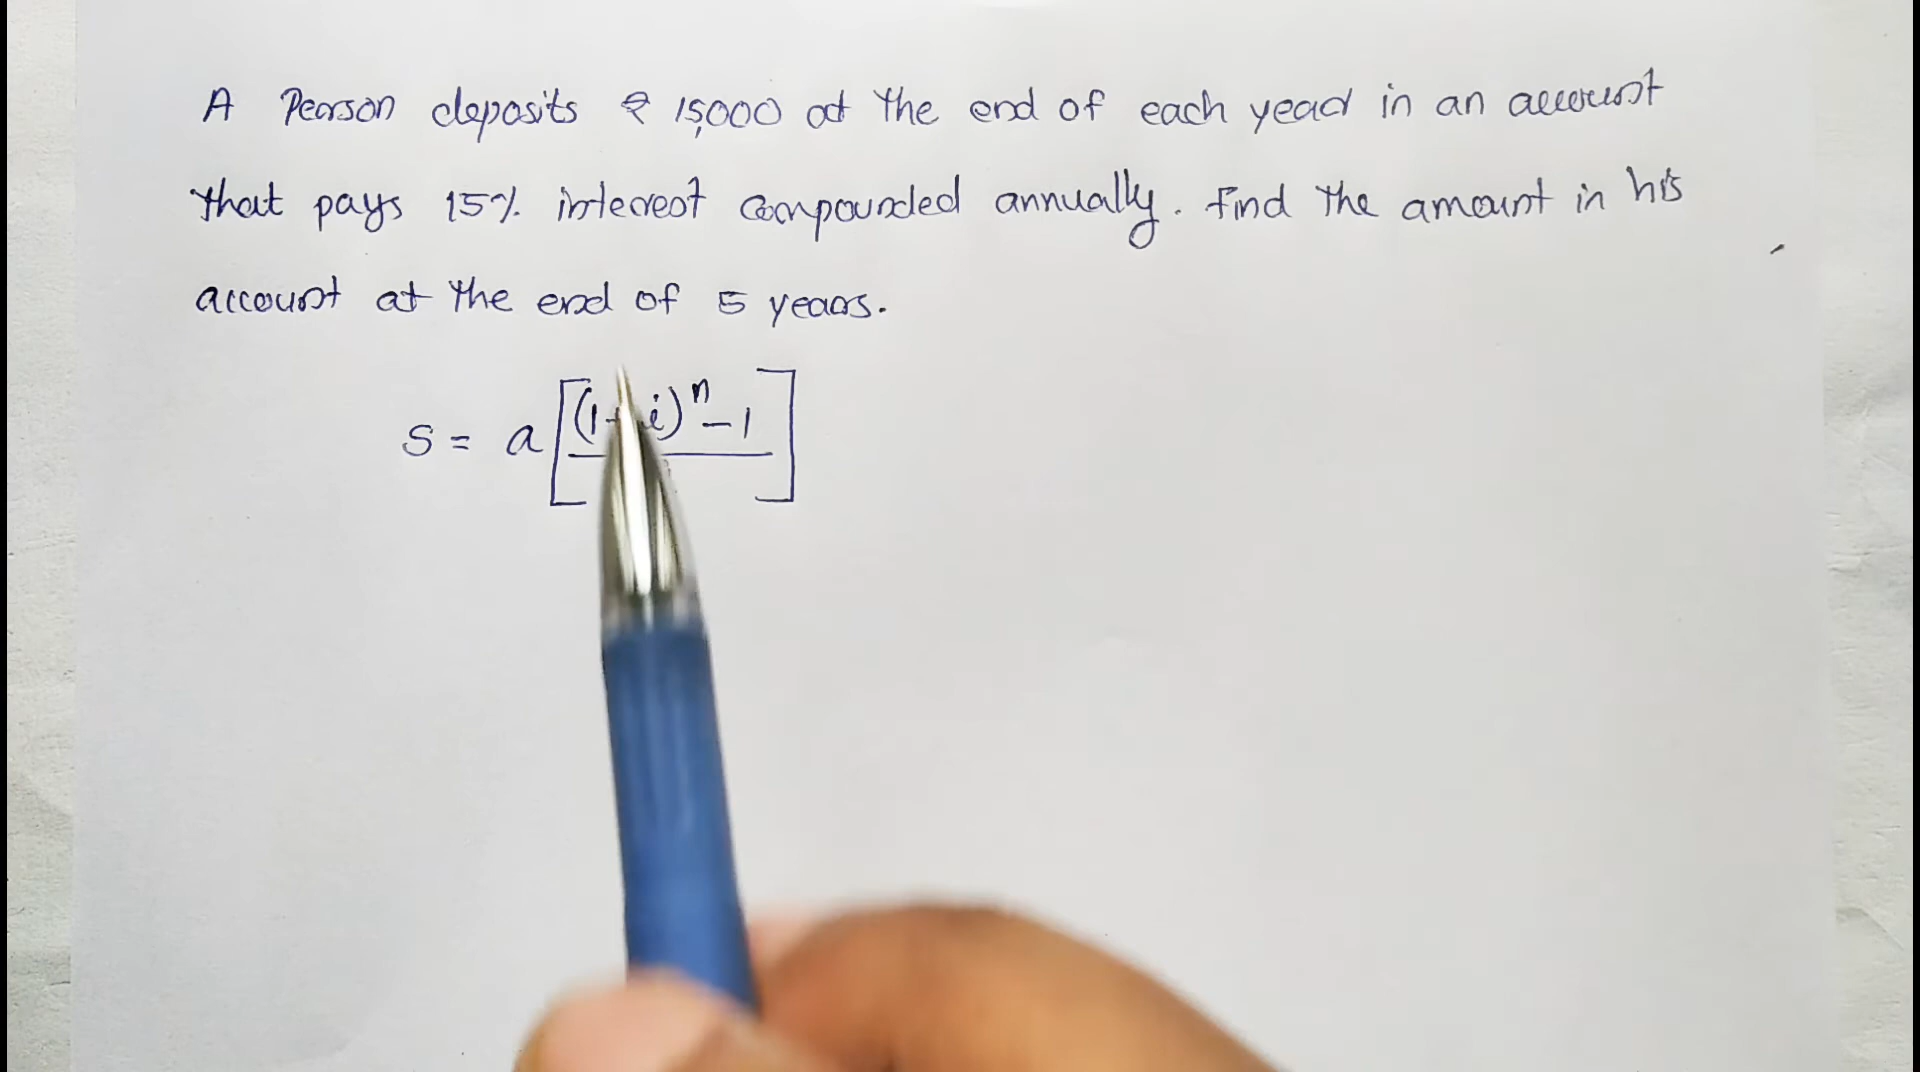 A Person deposits ₹ 15,000 at the end of each year in an account
that pays 15% interest compounded annually. Find the amount in his
account at the end of 5 years.
S = a[(1+i)ⁿ-1]